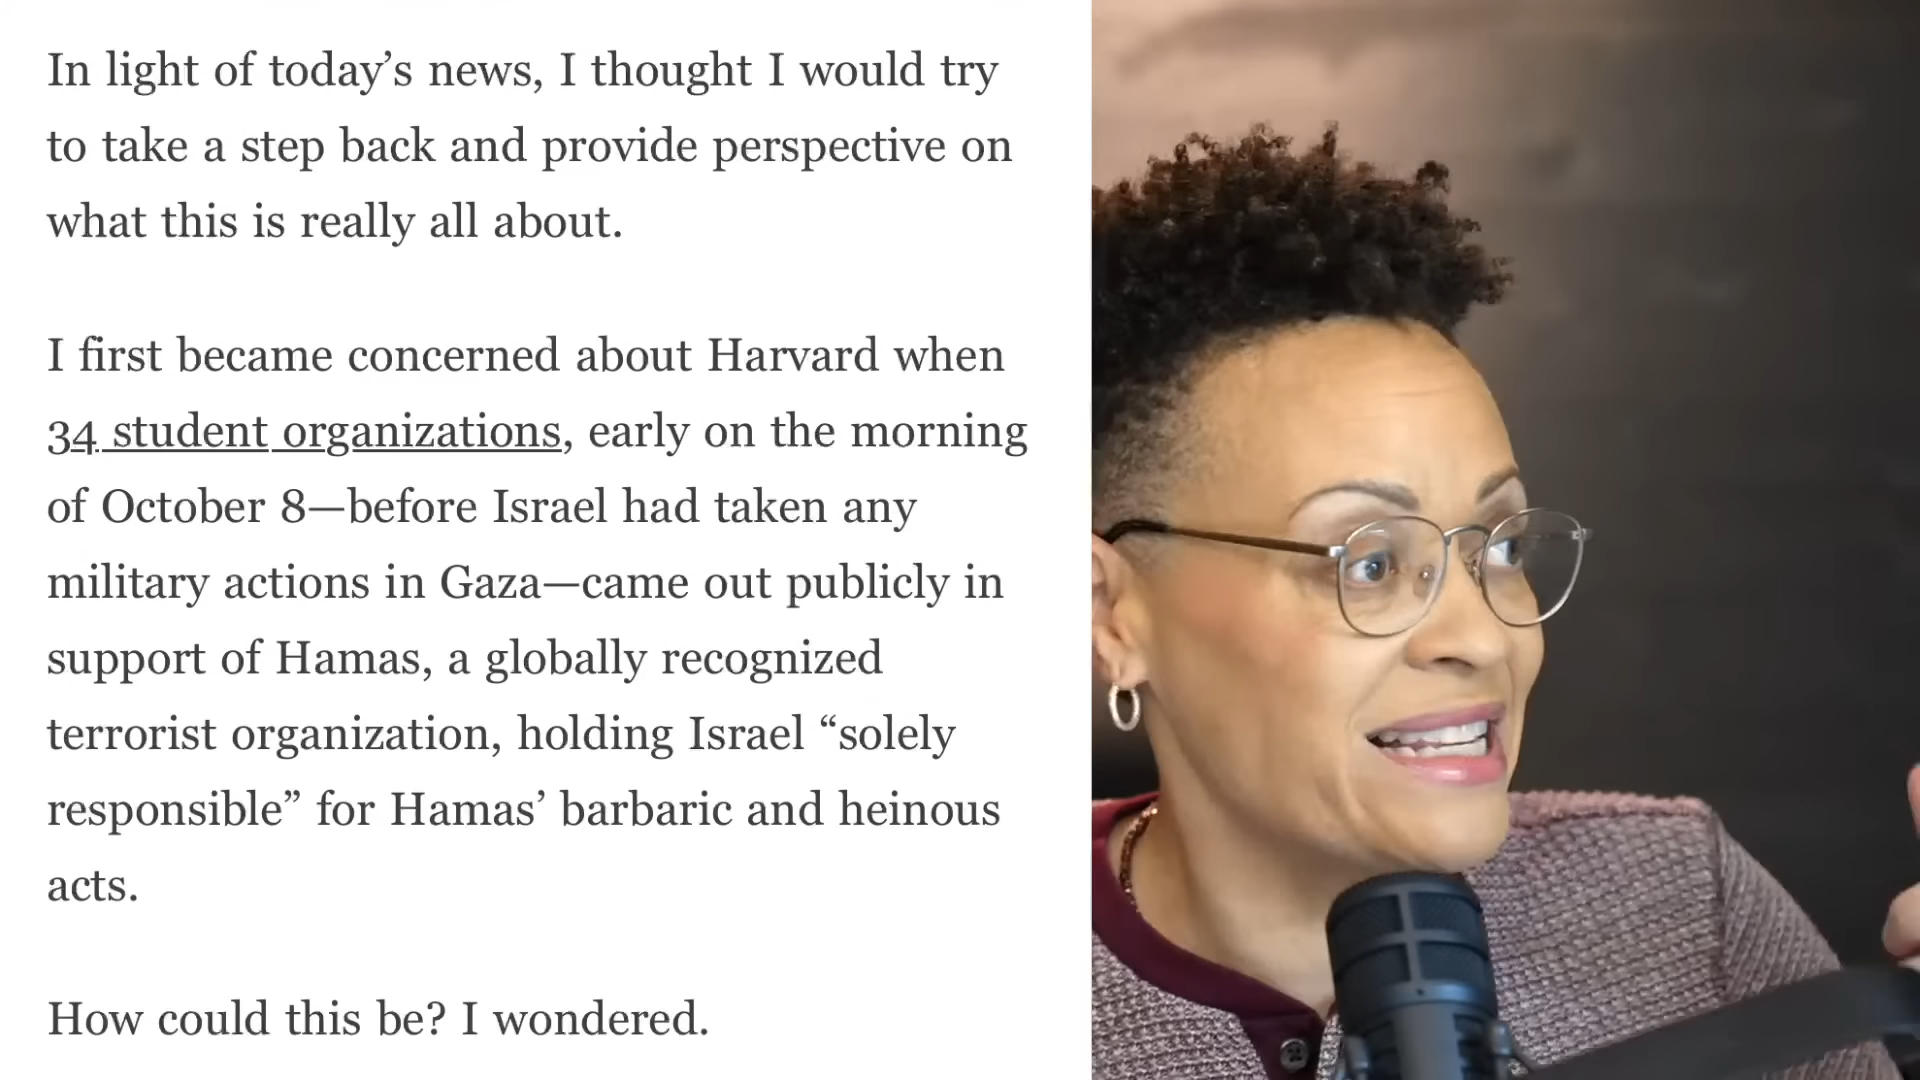 In light of today’s news, I thought I would try
to take a step back and provide perspective on
what this is really all about.
I first became concerned about Harvard when
34 student organizations, early on the morning
of October 8—before Israel had taken any
military actions in Gaza—came out publicly in
support of Hamas, a globally recognized
terrorist organization, holding Israel “solely
responsible” for Hamas’ barbaric and heinous
acts.
How could this be? I wondered.